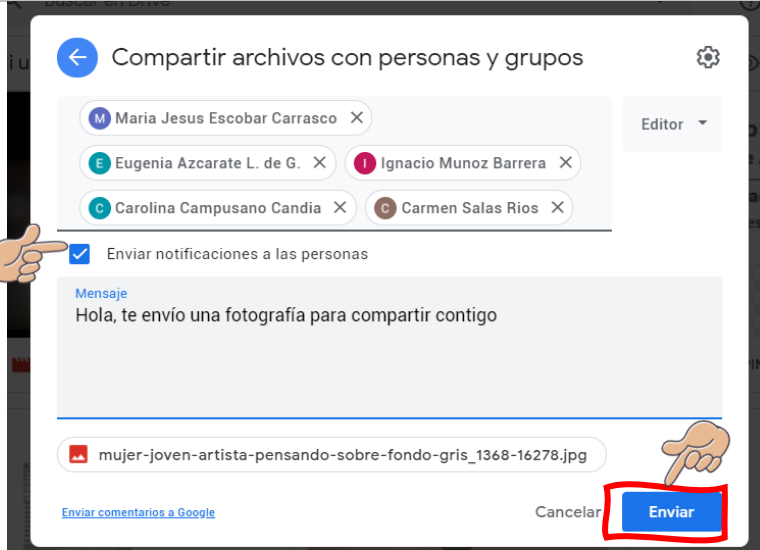 Buscar en Drive
Compartir archivos con personas y grupos
M Maria Jesus Escobar Carrasco
Editor
E Eugenia Azcarate L. de G.
I Ignacio Munoz Barrera
C Carolina Campusano Candia
C Carmen Salas Rios
Enviar notificaciones a las personas
Mensaje
Hola, te envío una fotografía para compartir contigo
mujer-joven-artista-pensando-sobre-fondo-gris_1368-16278.jpg
Enviar comentarios a Google
Cancelar
Enviar